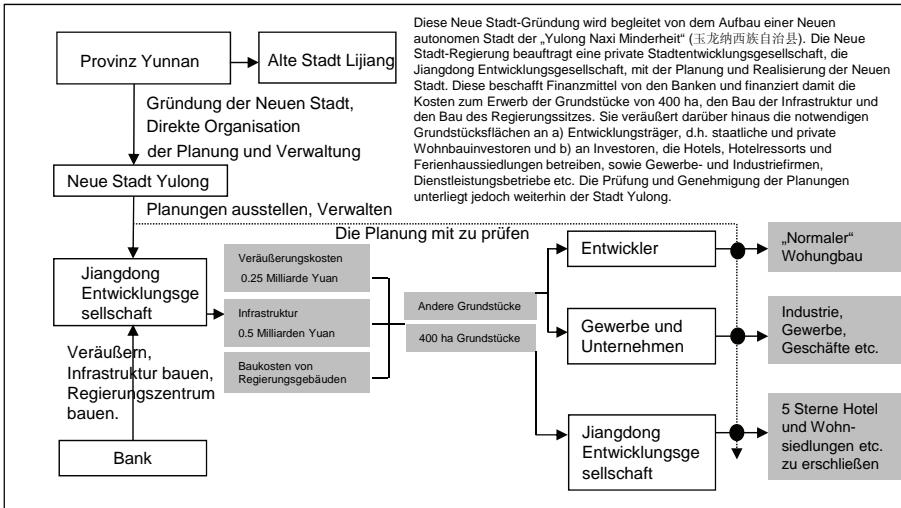 Diese Neue Stadt-Gründung wird begleitet von dem Aufbau einer Neuen
autonomen Stadt der „Yulong Naxi Minderheit“ (玉龙纳西族自治县). Die Neue
Stadt-Regierung beauftragt eine private Stadtentwicklungsgesellschaft, die
Jiangdong Entwicklungsgesellschaft, mit der Planung und Realisierung der Neuen
Stadt. Diese beschafft Finanzmittel von den Banken und finanziert damit die
Kosten zum Erwerb der Grundstücke von 400 ha, den Bau der Infrastruktur und
den Bau des Regierungssitzes. Sie veräußert darüber hinaus die notwendigen
Grundstücksflächen an a) Entwicklungsträger, d.h. staatliche und private
Wohnbauinvestoren und b) an Investoren, die Hotels, Hotelressorts und
Ferienhaussiedlungen betreiben, sowie Gewerbe- und Industriefirmen,
Dienstleistungsbetriebe etc. Die Prüfung und Genehmigung der Planungen
unterliegt jedoch weiterhin der Stadt Yulong.
Provinz Yunnan
Alte Stadt Lijiang
Gründung der Neuen Stadt,
Direkte Organisation
der Planung und Verwaltung
Neue Stadt Yulong
Planungen ausstellen, Verwalten
Die Planung mit zu prüfen
Jiangdong
Entwicklungsge
sellschaft
Veräußern,
Infrastruktur bauen,
Regierungszentrum
bauen.
Bank
Veräußerungskosten
0.25 Milliarde Yuan
Infrastruktur
0.5 Milliarden Yuan
Baukosten von
Regierungsgebäuden
Andere Grundstücke
400 ha Grundstücke
Entwickler
Gewerbe und
Unternehmen
Jiangdong
Entwicklungsge
sellschaft
„Normaler“
Wohungbau
Industrie,
Gewerbe,
Geschäfte etc.
5 Sterne Hotel
und Wohn-
siedlungen etc.
zu erschließen